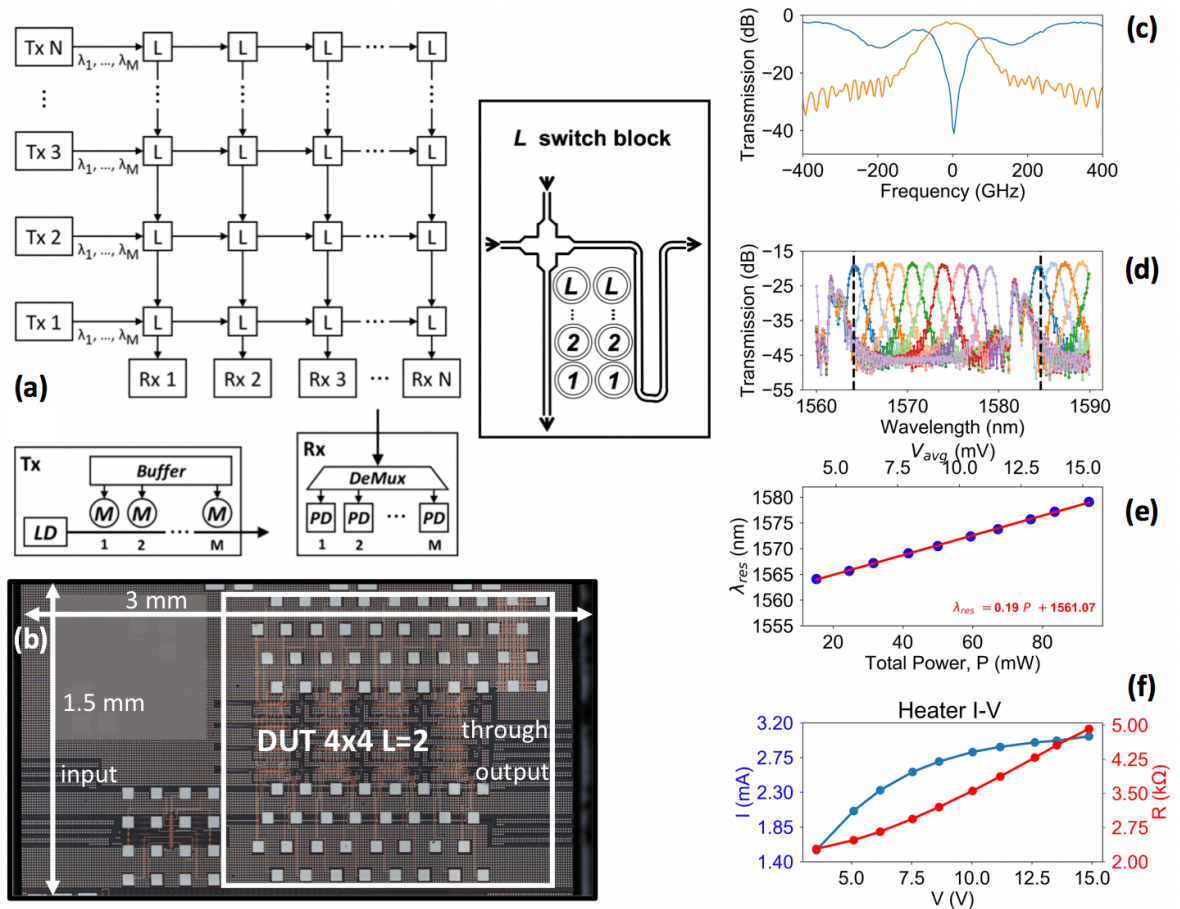 Tx N
λ1, ..., λM
L L L ··· L
⋮
Tx 3
λ1, ..., λM
L L L ··· L
Tx 2
λ1, ..., λM
L L L ··· L
Tx 1
λ1, ..., λM
L L L ··· L
Rx 1 Rx 2 Rx 3 ··· Rx N
(a)
Tx
Buffer
M M ··· M
LD
1 2 M
Rx
DeMux
PD PD ··· PD
1 2 M
L switch block
L L
2 2
1 1
(b)
3 mm
1.5 mm
input
DUT 4x4 L=2
through
output
(c)
Transmission (dB)
0
−20
−40
−400 −200 0 200 400
Frequency (GHz)
(d)
Transmission (dB)
−15
−25
−35
−45
−55
1560 1570 1580 1590
Wavelength (nm)
Vavg (mV)
5.0 7.5 10.0 12.5 15.0
(e)
λres (nm)
1580
1575
1570
1565
1560
1555
λres = 0.19 P + 1561.07
20 40 60 80
Total Power, P (mW)
(f)
Heater I-V
I (mA)
3.20
2.75
2.30
1.85
1.40
R (kΩ)
5.00
4.25
3.50
2.75
2.00
5.0 7.5 10.0 12.5 15.0
V (V)